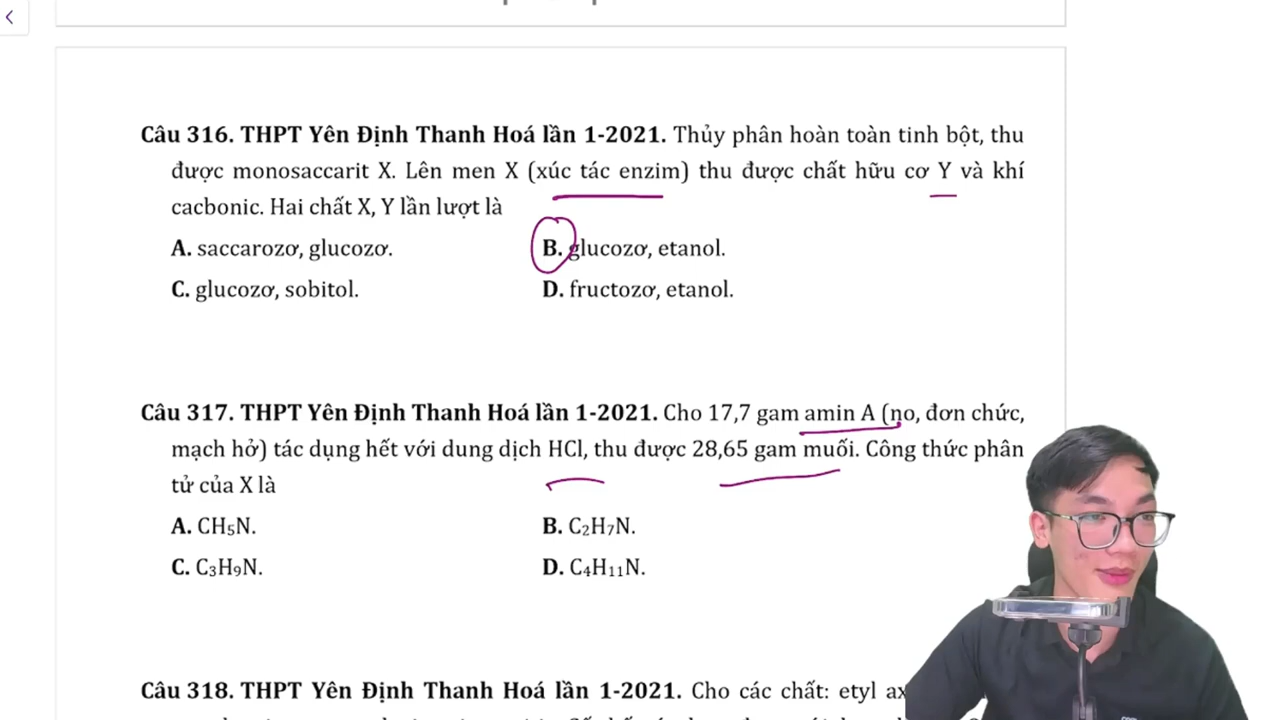 Câu 316. THPT Yên Định Thanh Hoá lần 1-2021. Thủy phân hoàn toàn tinh bột, thu
được monosaccarit X. Lên men X (xúc tác enzim) thu được chất hữu cơ Y và khí
cacbonic. Hai chất X, Y lần lượt là
A. saccarozơ, glucozơ. B. glucozơ, etanol.
C. glucozơ, sobitol. D. fructozơ, etanol.
Câu 317. THPT Yên Định Thanh Hoá lần 1-2021. Cho 17,7 gam amin A (no, đơn chức,
mạch hở) tác dụng hết với dung dịch HCl, thu được 28,65 gam muối. Công thức phân
tử của X là
A. CH₅N. B. C₂H₇N.
C. C₃H₉N. D. C₄H₁₁N.
Câu 318. THPT Yên Định Thanh Hoá lần 1-2021. Cho các chất: etyl